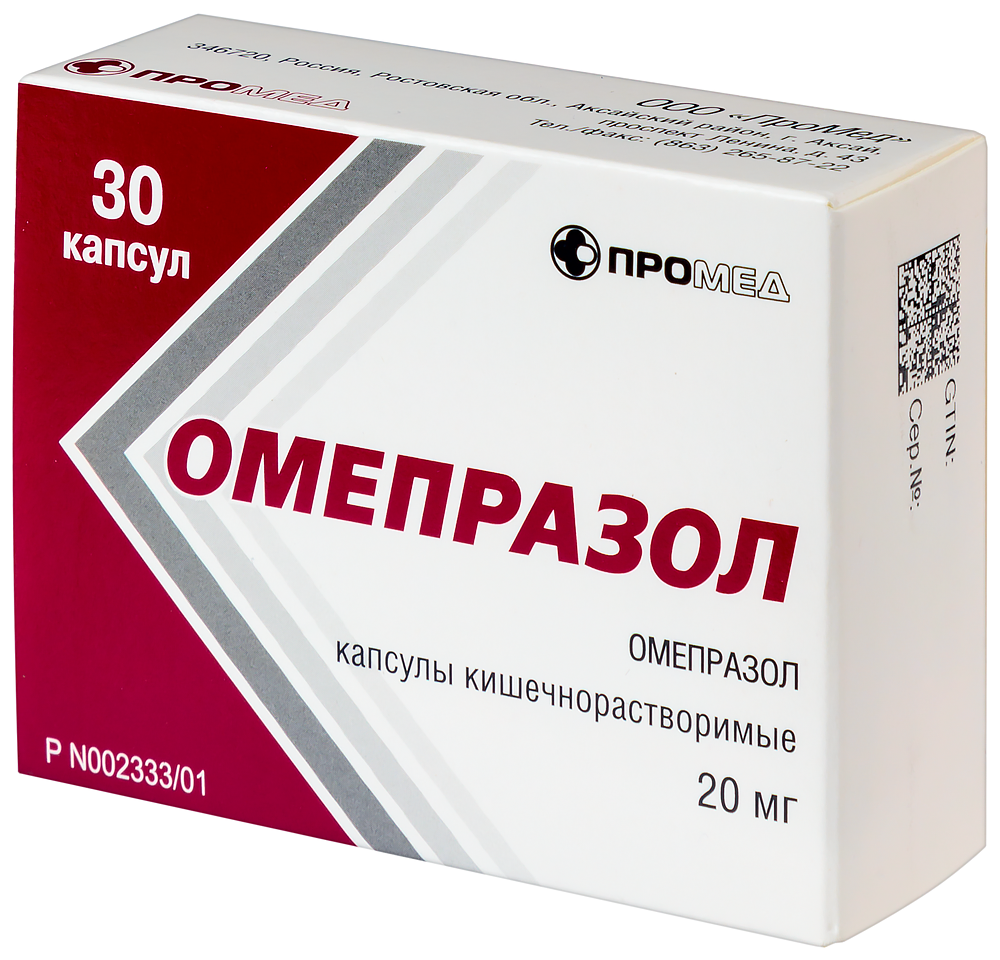 ПРОМЕД
ООО «ПроМед»
346720, Россия, Ростовская обл., Аксайский район, г. Аксай,
проспект Ленина, д. 43
Тел./факс: (863) 265-87-22
30
капсул
ПРОМЕД
ОМЕПРАЗОЛ
ОМЕПРАЗОЛ
капсулы кишечнорастворимые
20 мг
Р N002333/01
GTIN:
Сер.№: